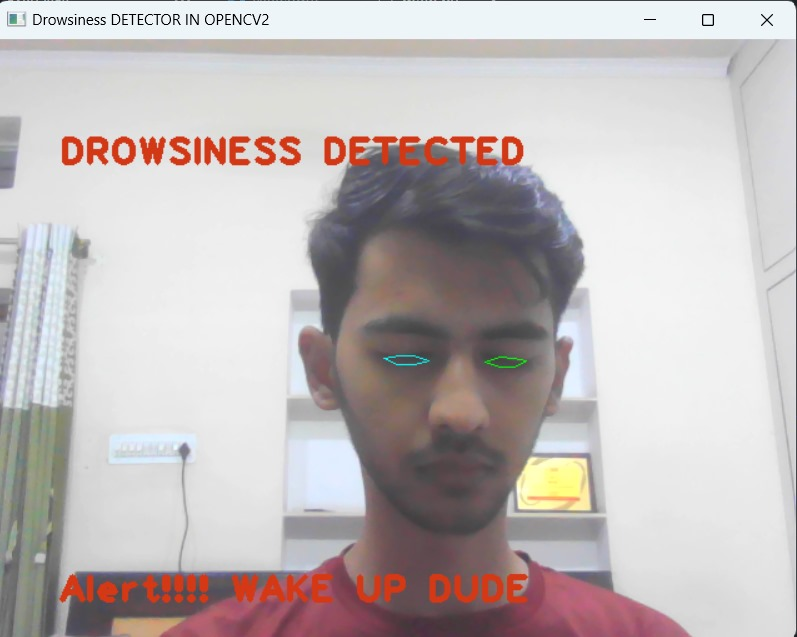 Drowsiness DETECTOR IN OPENCV2
DROWSINESS DETECTED
Alert!!!! WAKE UP DUDE